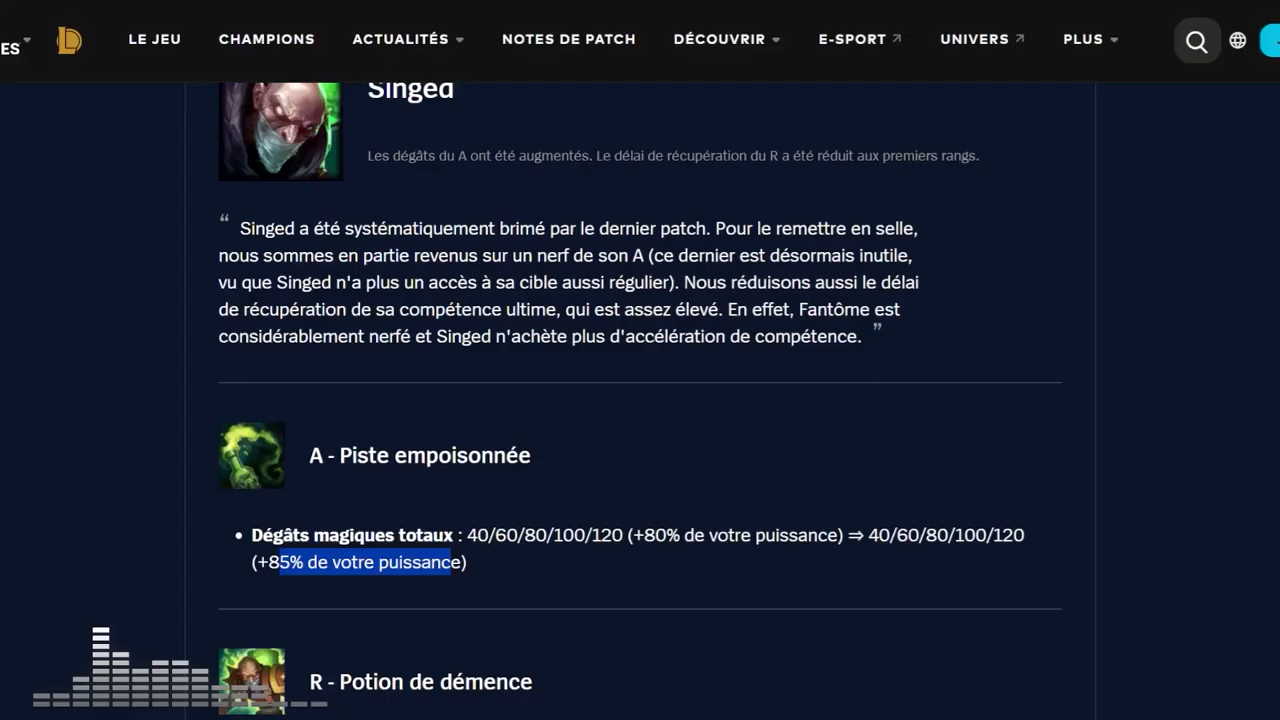 ES
LE JEU
CHAMPIONS
ACTUALITÉS
NOTES DE PATCH
DÉCOUVRIR
E-SPORT
UNIVERS
PLUS
Singed
Les dégâts du A ont été augmentés. Le délai de récupération du R a été réduit aux premiers rangs.
“ Singed a été systématiquement brimé par le dernier patch. Pour le remettre en selle,
nous sommes en partie revenus sur un nerf de son A (ce dernier est désormais inutile,
vu que Singed n'a plus un accès à sa cible aussi régulier). Nous réduisons aussi le délai
de récupération de sa compétence ultime, qui est assez élevé. En effet, Fantôme est
considérablement nerfé et Singed n'achète plus d'accélération de compétence. ”
A - Piste empoisonnée
• Dégâts magiques totaux : 40/60/80/100/120 (+80% de votre puissance) ⇒ 40/60/80/100/120
(+85% de votre puissance)
R - Potion de démence